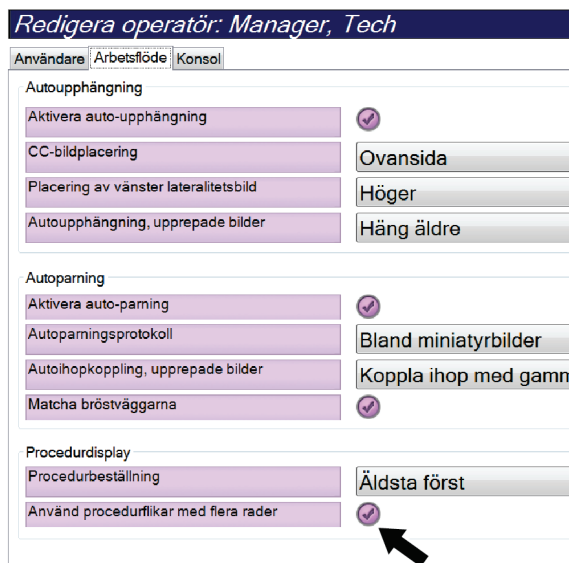 Redigera operatör: Manager, Tech
Användare Arbetsflöde Konsol
Autoupphängning
Aktivera auto-upphängning
CC-bildplacering Ovansida
Placering av vänster lateralitetsbild Höger
Autoupphängning, upprepade bilder Häng äldre
Autoparning
Aktivera auto-parning
Autoparningsprotokoll Bland miniatyrbilder
Autoihopkoppling, upprepade bilder Koppla ihop med gamm
Matcha bröstväggarna
Procedurdisplay
Procedurbeställning Äldsta först
Använd procedurflikar med flera rader